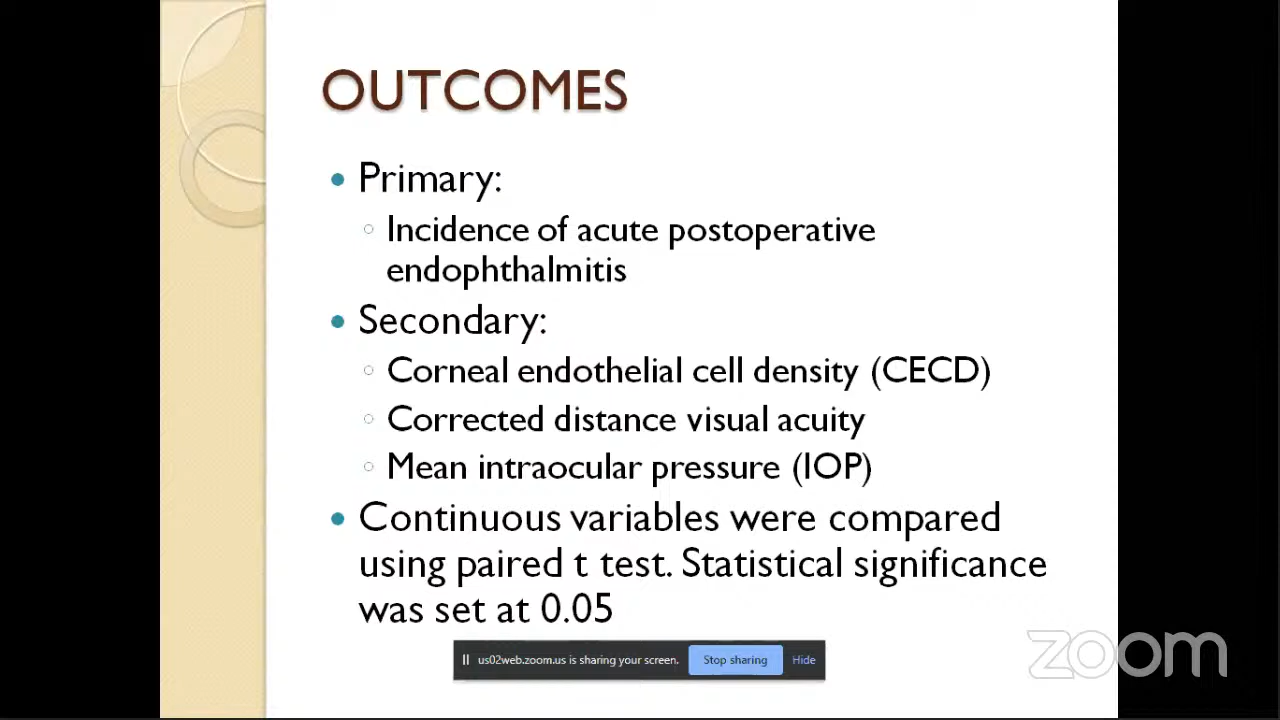 OUTCOMES
Primary:
Incidence of acute postoperative
endophthalmitis
Secondary:
Corneal endothelial cell density (CECD)
Corrected distance visual acuity
Mean intraocular pressure (IOP)
Continuous variables were compared
using paired t test. Statistical significance
was set at 0.05
us02web.zoom.us is sharing your screen. Stop sharing Hide
zoom